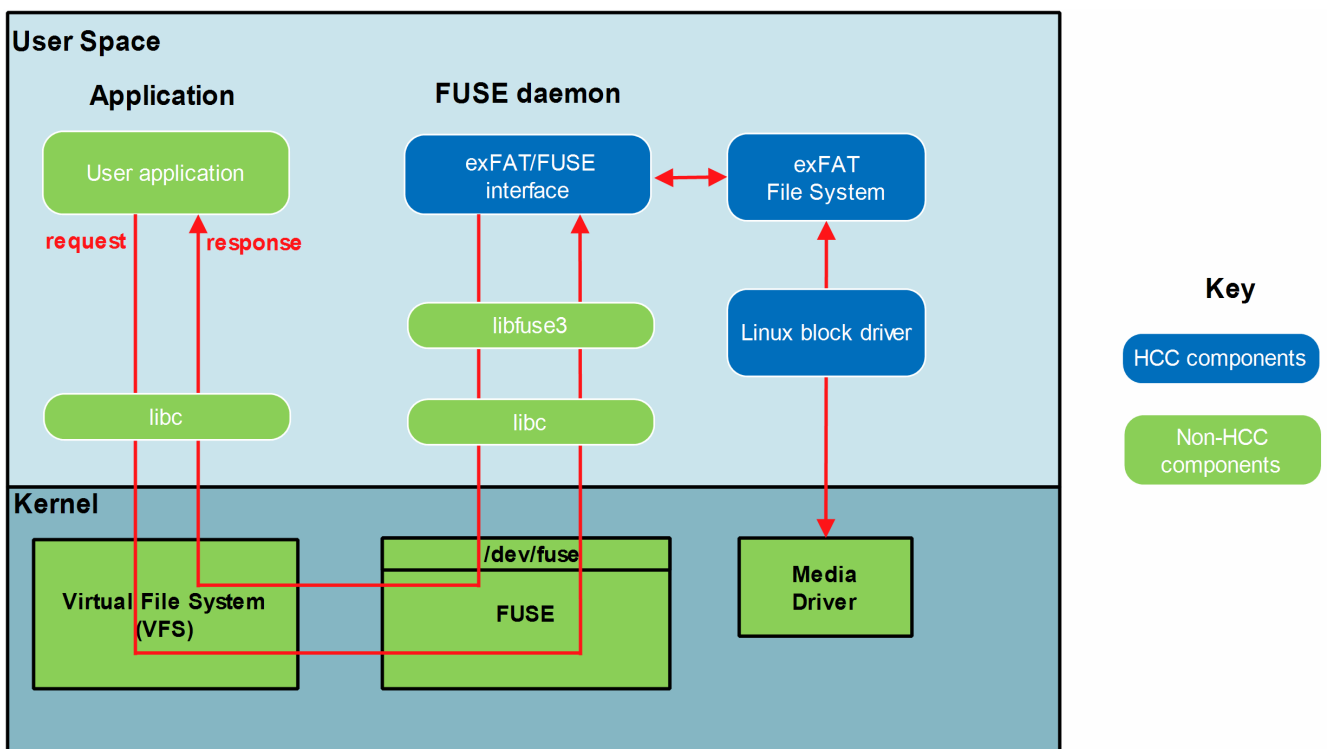 User Space
Application
FUSE daemon
User application
exFAT/FUSE
interface
exFAT
File System
request
response
libfuse3
Linux block driver
libc
libc
Key
HCC components
Non-HCC
components
Kernel
Virtual File System
(VFS)
/dev/fuse
FUSE
Media
Driver